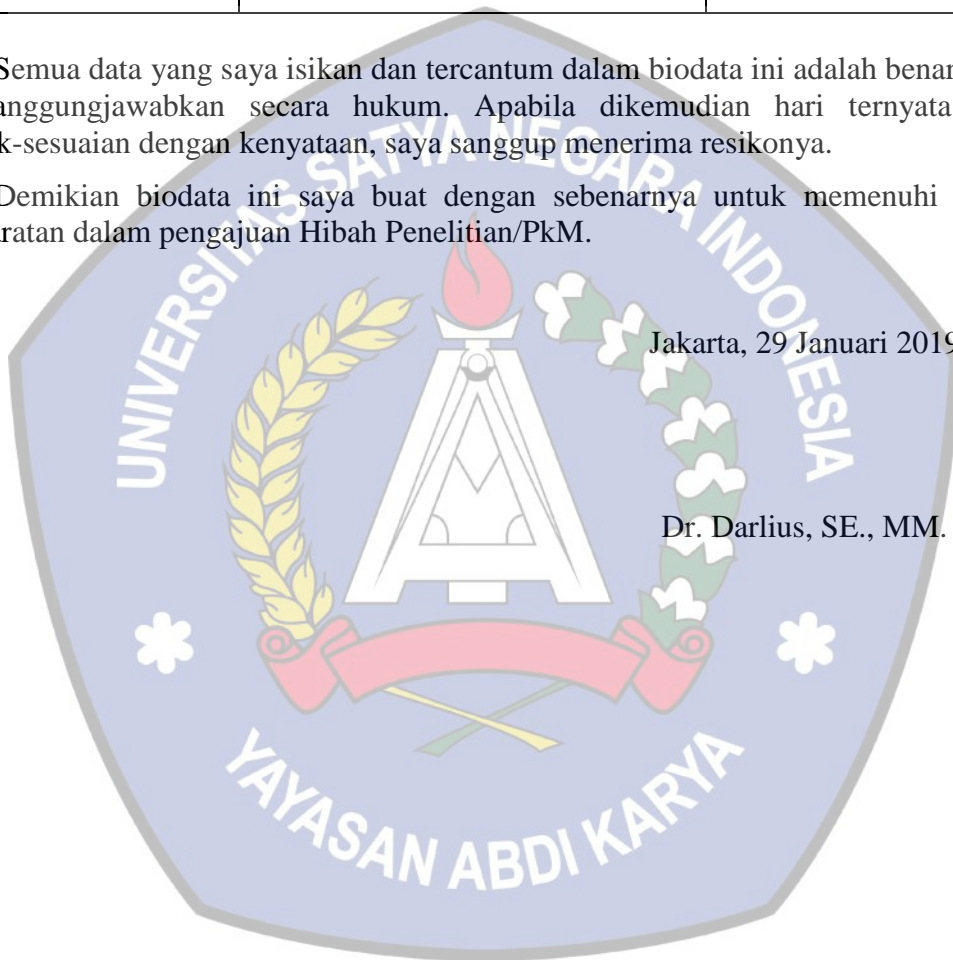 Semua data yang saya isikan dan tercantum dalam biodata ini adalah benar
anggungjawabkan secara hukum. Apabila dikemudian hari ternyata
k-sesuaian dengan kenyataan, saya sanggup menerima resikonya.
Demikian biodata ini saya buat dengan sebenarnya untuk memenuhi
ratan dalam pengajuan Hibah Penelitian/PkM.
UNIVERSITAS SATYA NEGARA INDONESIA
Jakarta, 29 Januari 2019
Dr. Darlius, SE., MM.
YAYASAN ABDI KARYA